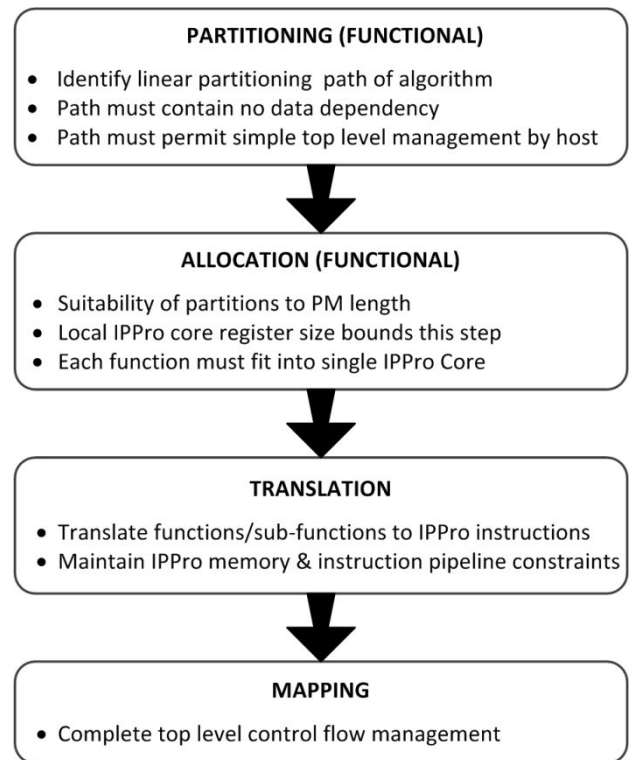 PARTITIONING (FUNCTIONAL)
• Identify linear partitioning path of algorithm
• Path must contain no data dependency
• Path must permit simple top level management by host
ALLOCATION (FUNCTIONAL)
• Suitability of partitions to PM length
• Local IPPro core register size bounds this step
• Each function must fit into single IPPro Core
TRANSLATION
• Translate functions/sub-functions to IPPro instructions
• Maintain IPPro memory & instruction pipeline constraints
MAPPING
• Complete top level control flow management